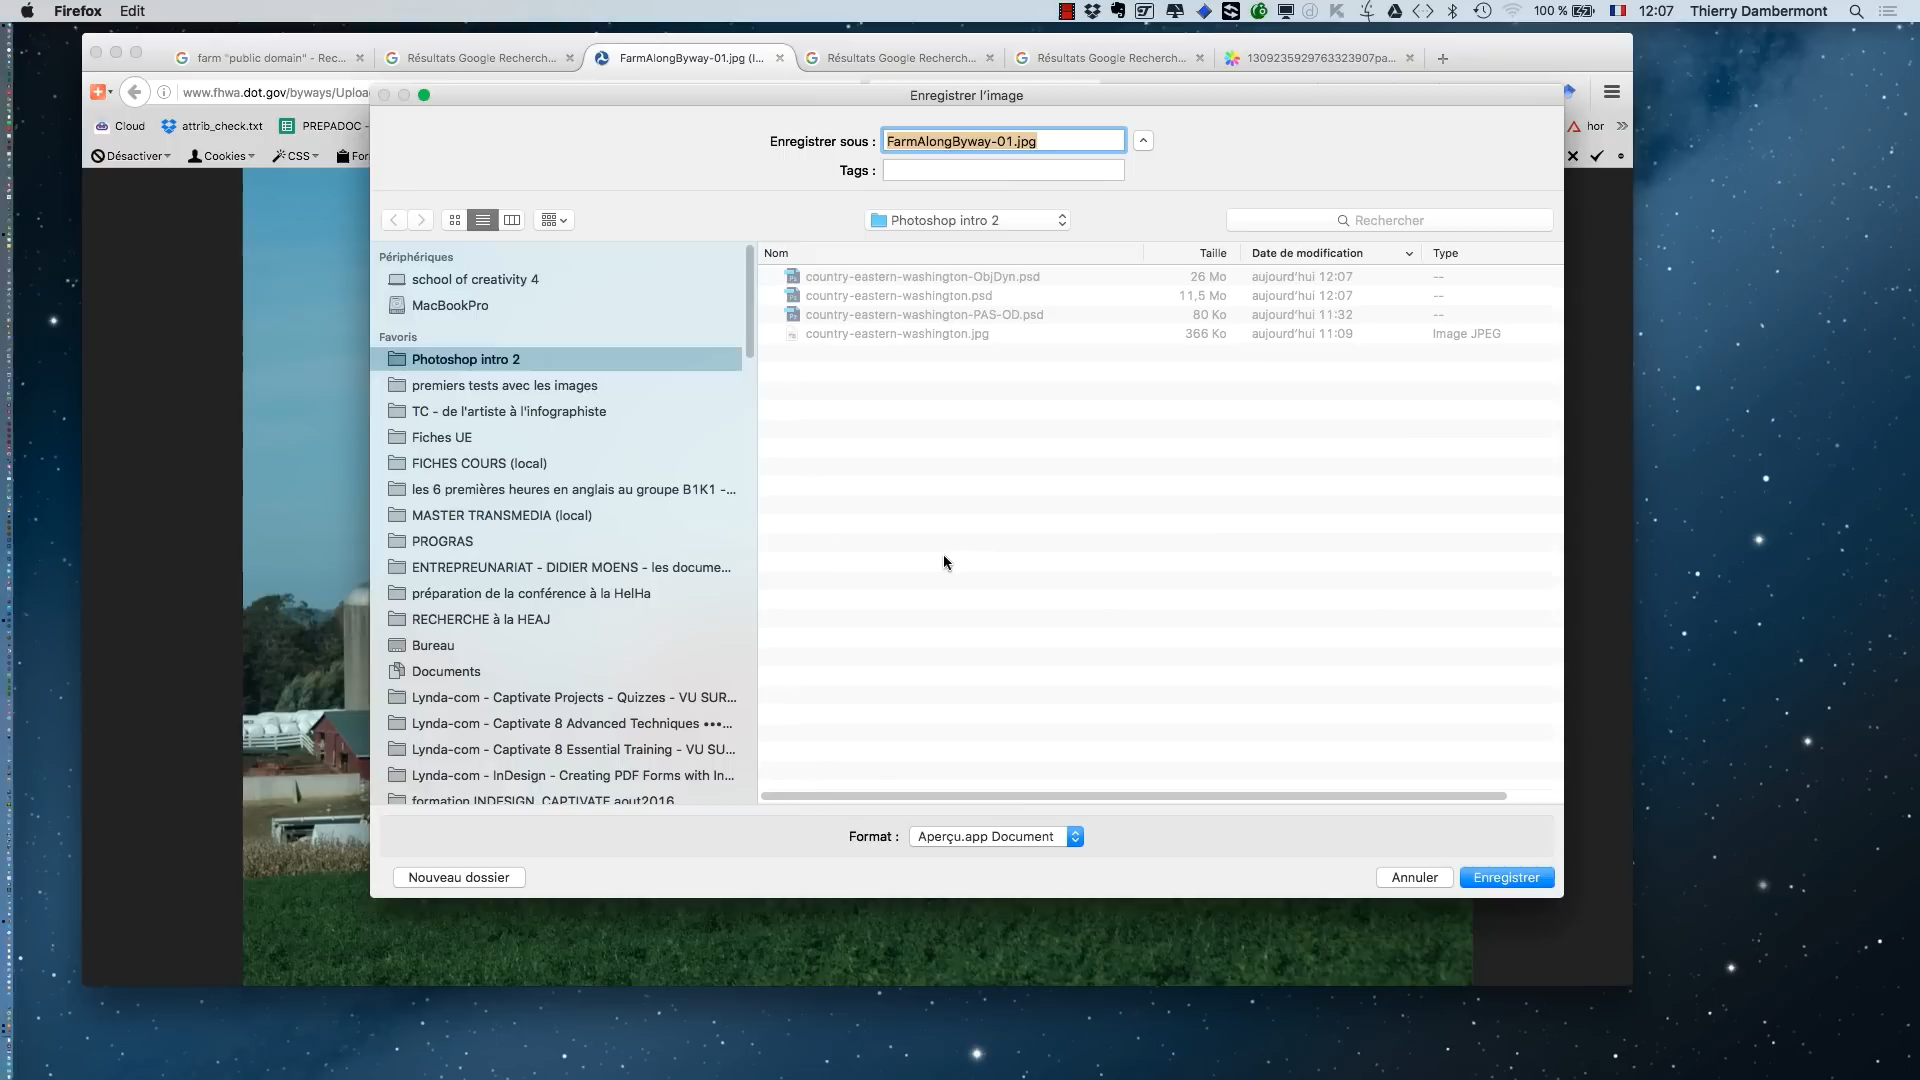 Firefox Edit 100 % 12:07 Thierry Dambermont
farm "public domain" - Rec... Résultats Google Recherch... FarmAlongByway-01.jpg (I... Résultats Google Recherch... Résultats Google Recherch... 1309235929763323907pa...
www.fhwa.dot.gov/byways/Uploa
Cloud attrib_check.txt PREPADOC - hor
Désactiver Cookies CSS For
Enregistrer l'image
Enregistrer sous : FarmAlongByway-01.jpg
Tags :
Photoshop intro 2 Rechercher
Nom Taille Date de modification Type
country-eastern-washington-ObjDyn.psd 26 Mo aujourd'hui 12:07 --
country-eastern-washington.psd 11,5 Mo aujourd'hui 12:07 --
country-eastern-washington-PAS-OD.psd 80 Ko aujourd'hui 11:32 --
country-eastern-washington.jpg 366 Ko aujourd'hui 11:09 Image JPEG
Périphériques
school of creativity 4
MacBookPro
Favoris
Photoshop intro 2
premiers tests avec les images
TC - de l'artiste à l'infographiste
Fiches UE
FICHES COURS (local)
les 6 premières heures en anglais au groupe B1K1 -...
MASTER TRANSMEDIA (local)
PROGRAS
ENTREPREUNARIAT - DIDIER MOENS - les docume...
préparation de la conférence à la HelHa
RECHERCHE à la HEAJ
Bureau
Documents
Lynda-com - Captivate Projects - Quizzes - VU SUR...
Lynda-com - Captivate 8 Advanced Techniques •••...
Lynda-com - Captivate 8 Essential Training - VU SU...
Lynda-com - InDesign - Creating PDF Forms with In...
formation INDESIGN, CAPTIVATE aout2016
Format : Aperçu.app Document
Nouveau dossier Annuler Enregistrer